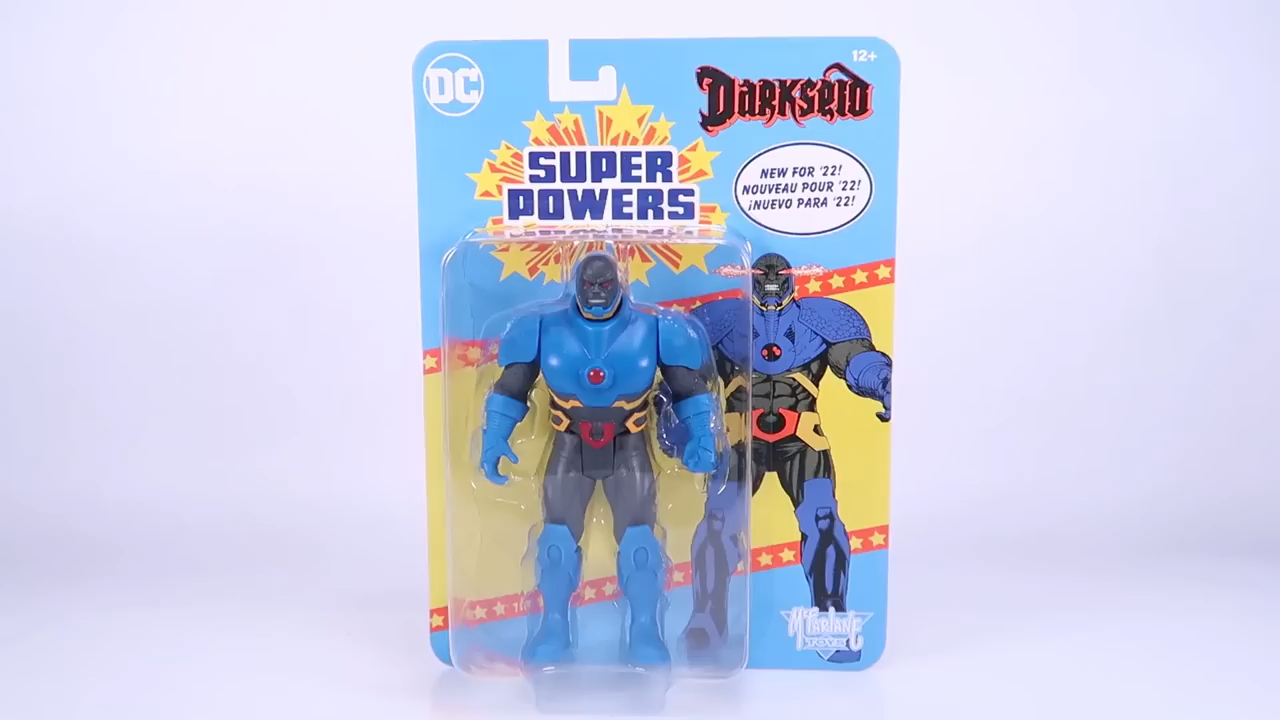 DC
12+
DARKSEID
SUPER
POWERS
NEW FOR '22!
NOUVEAU POUR '22!
¡NUEVO PARA '22!
McFARLANE
TOYS